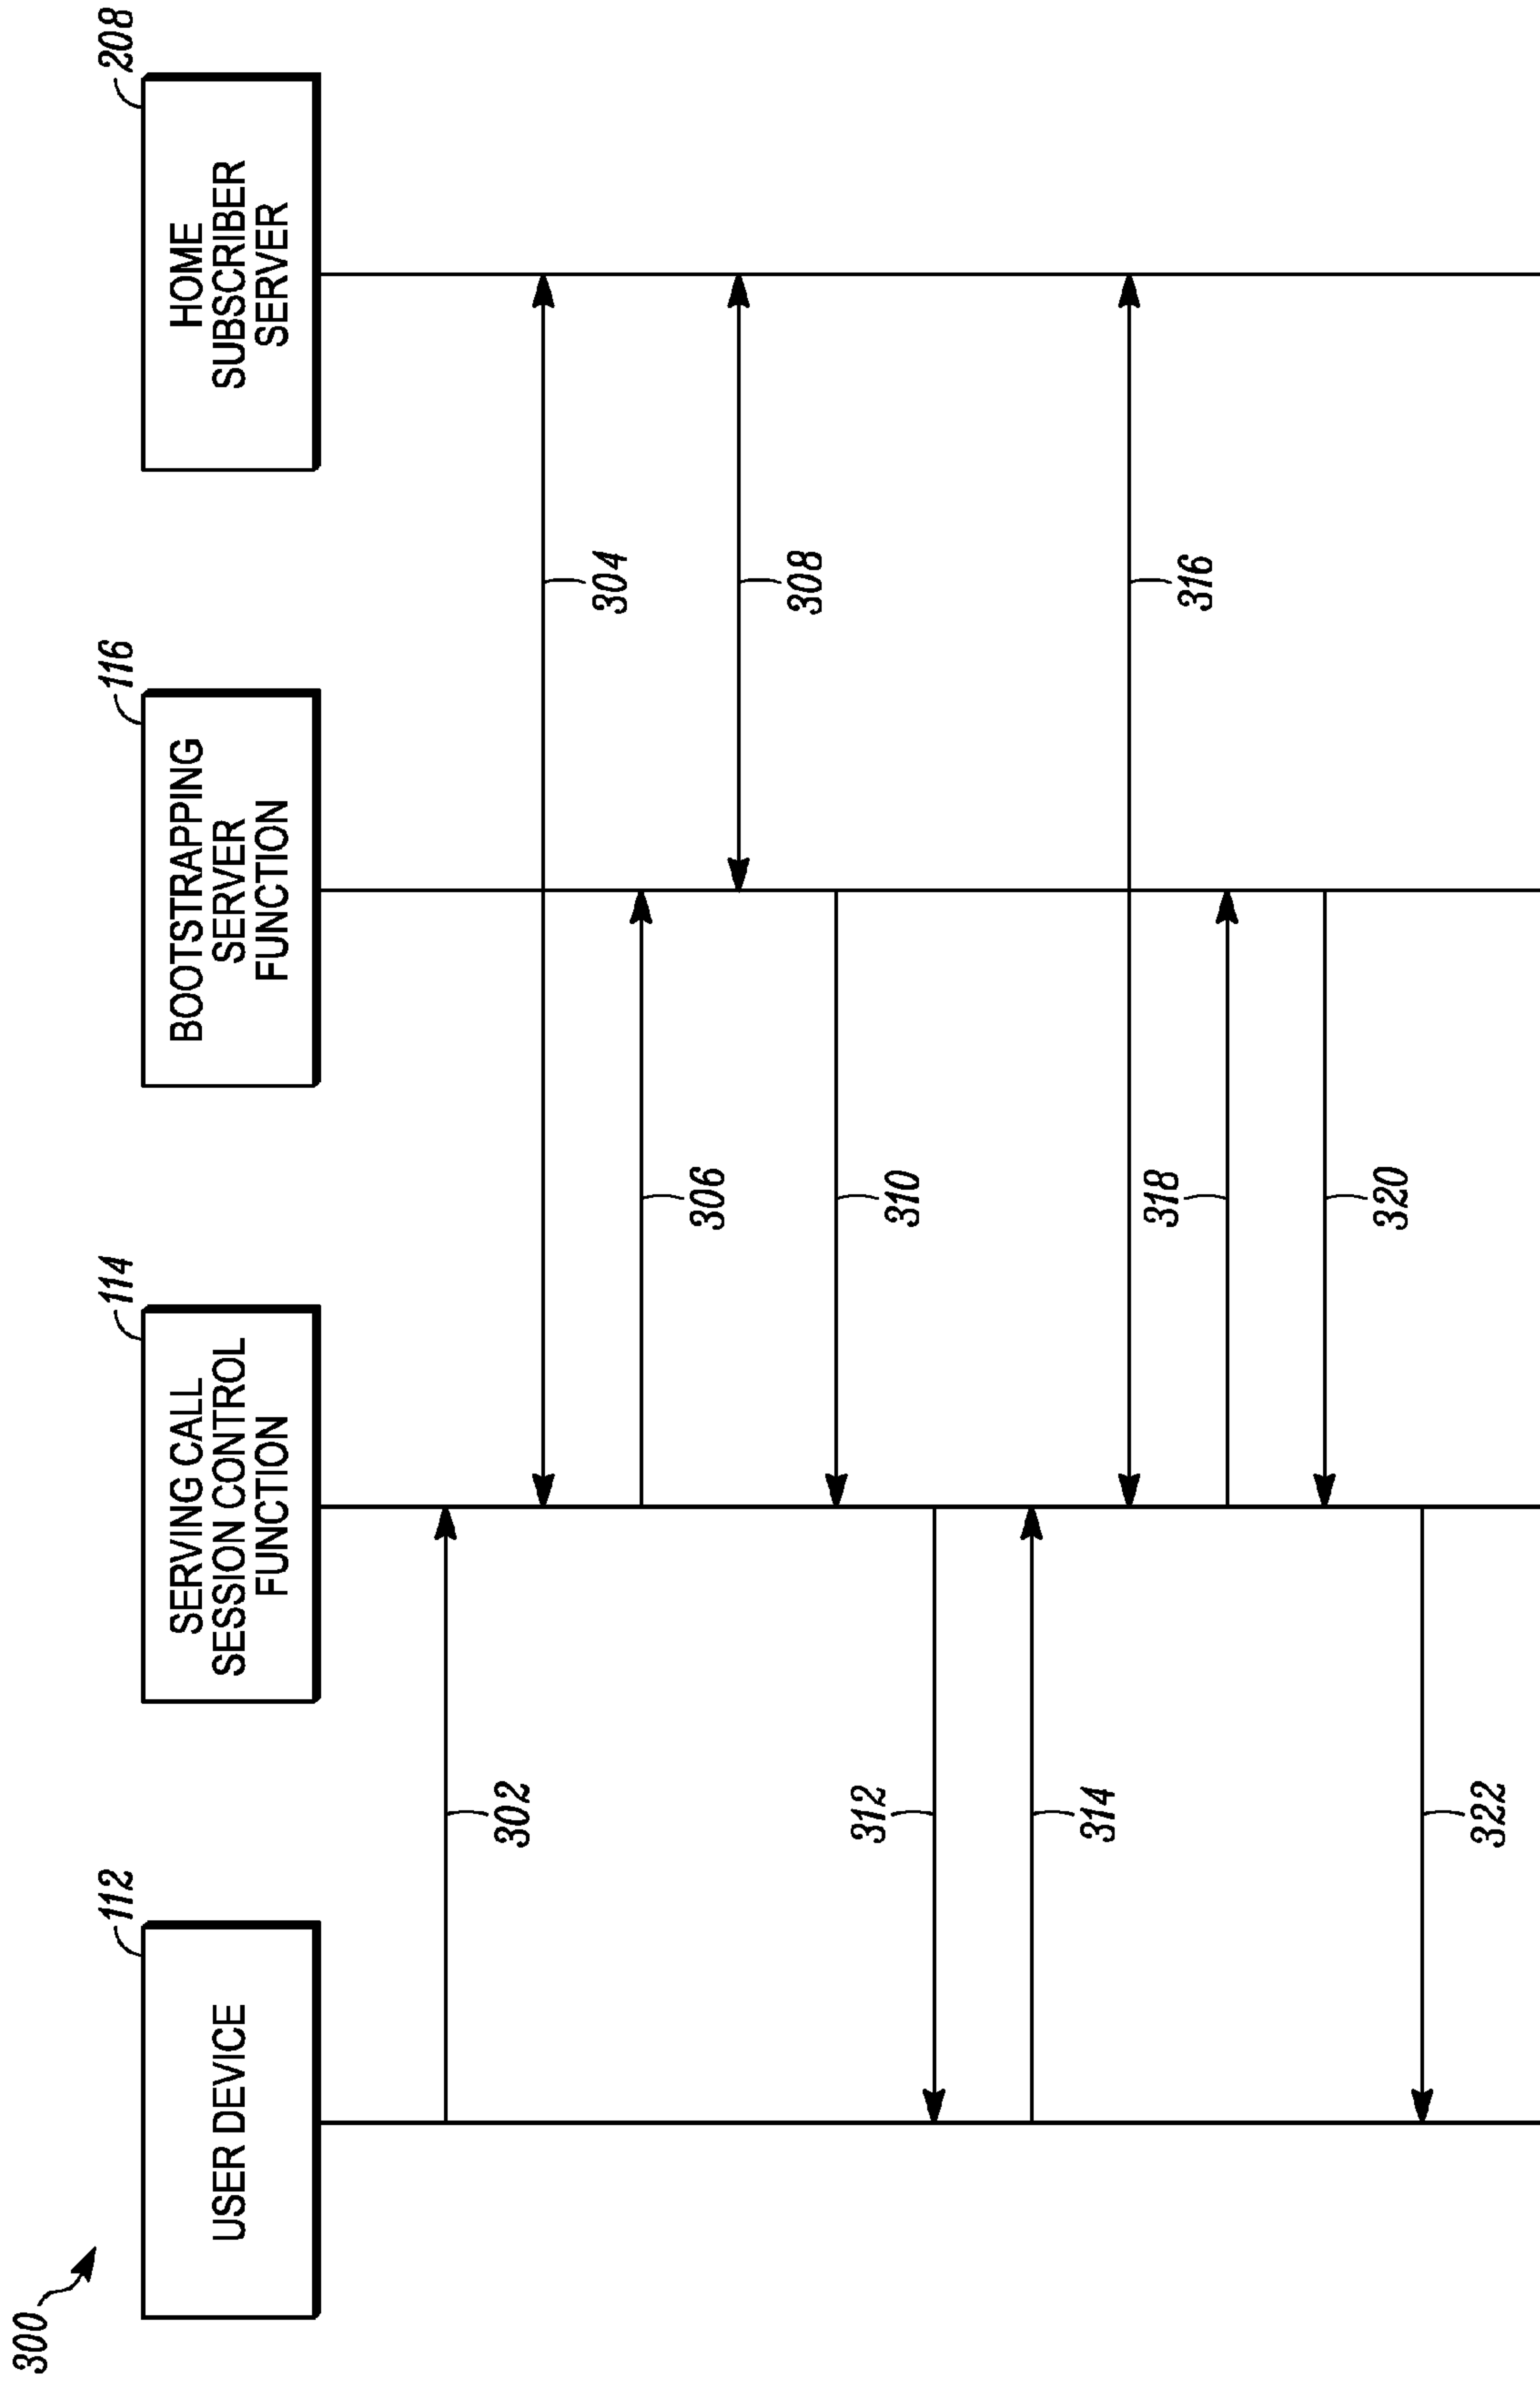 300
112
USER DEVICE
114
SERVING CALL
SESSION CONTROL
FUNCTION
116
BOOTSTRAPPING
SERVER
FUNCTION
208
HOME
SUBSCRIBER
SERVER
302
304
306
308
310
312
314
316
318
320
322